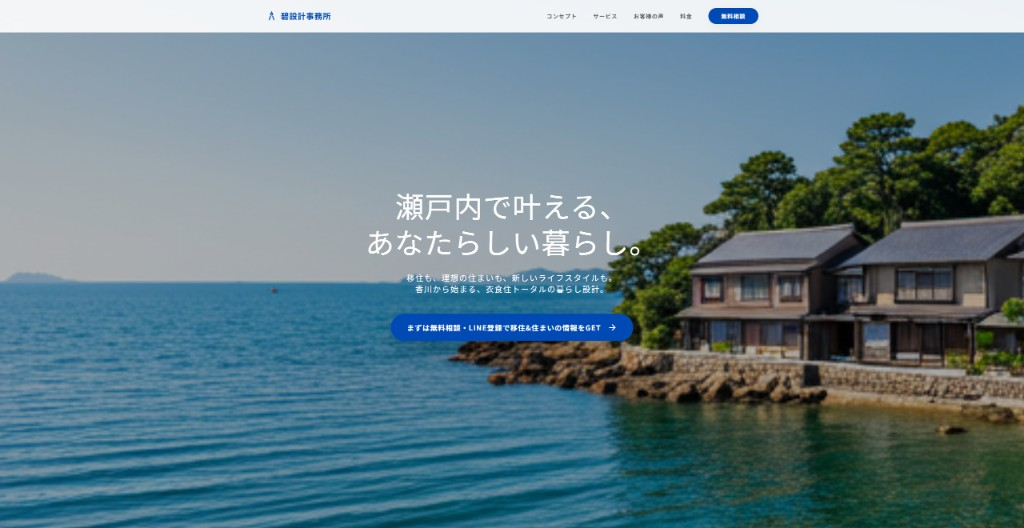 碧設計事務所
コンセプト
サービス
お客様の声
料金
無料相談
瀬戸内で叶える、
あなたらしい暮らし。
移住も、理想の住まいも、新しいライフスタイルも。
香川から始まる、衣食住トータルの暮らし設計。
まずは無料相談・LINE登録で移住&住まいの情報をGET →